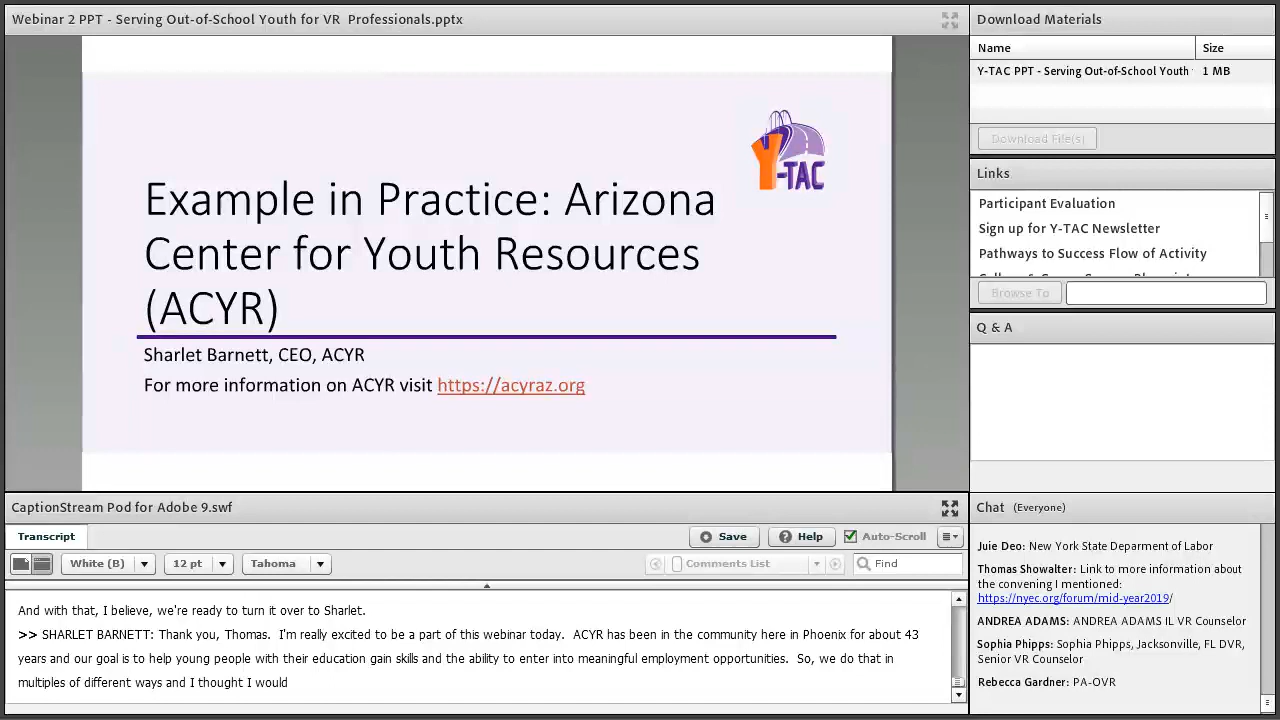 Webinar 2 PPT - Serving Out-of-School Youth for VR  Professionals.pptx
Y-TAC
Example in Practice: Arizona
Center for Youth Resources
(ACYR)
Sharlet Barnett, CEO, ACYR
For more information on ACYR visit https://acyraz.org
CaptionStream Pod for Adobe 9.swf
Transcript
Save
Help
Auto-Scroll
White (B)
12 pt
Tahoma
Comments List
Find
And with that, I believe, we're ready to turn it over to Sharlet.
>> SHARLET BARNETT: Thank you, Thomas.  I'm really excited to be a part of this webinar today.  ACYR has been in the community here in Phoenix for about 43
years and our goal is to help young people with their education gain skills and the ability to enter into meaningful employment opportunities.  So, we do that in
multiples of different ways and I thought I would
Download Materials
Name Size
Y-TAC PPT - Serving Out-of-School Youth 1 MB
Download File(s)
Links
Participant Evaluation
Sign up for Y-TAC Newsletter
Pathways to Success Flow of Activity
Browse To
Q & A
Chat (Everyone)
Juie Deo: New York State Deparment of Labor
Thomas Showalter: Link to more information about
the convening I mentioned:
https://nyec.org/forum/mid-year2019/
ANDREA ADAMS: ANDREA ADAMS IL VR Counselor
Sophia Phipps: Sophia Phipps, Jacksonville, FL DVR,
Senior VR Counselor
Rebecca Gardner: PA-OVR